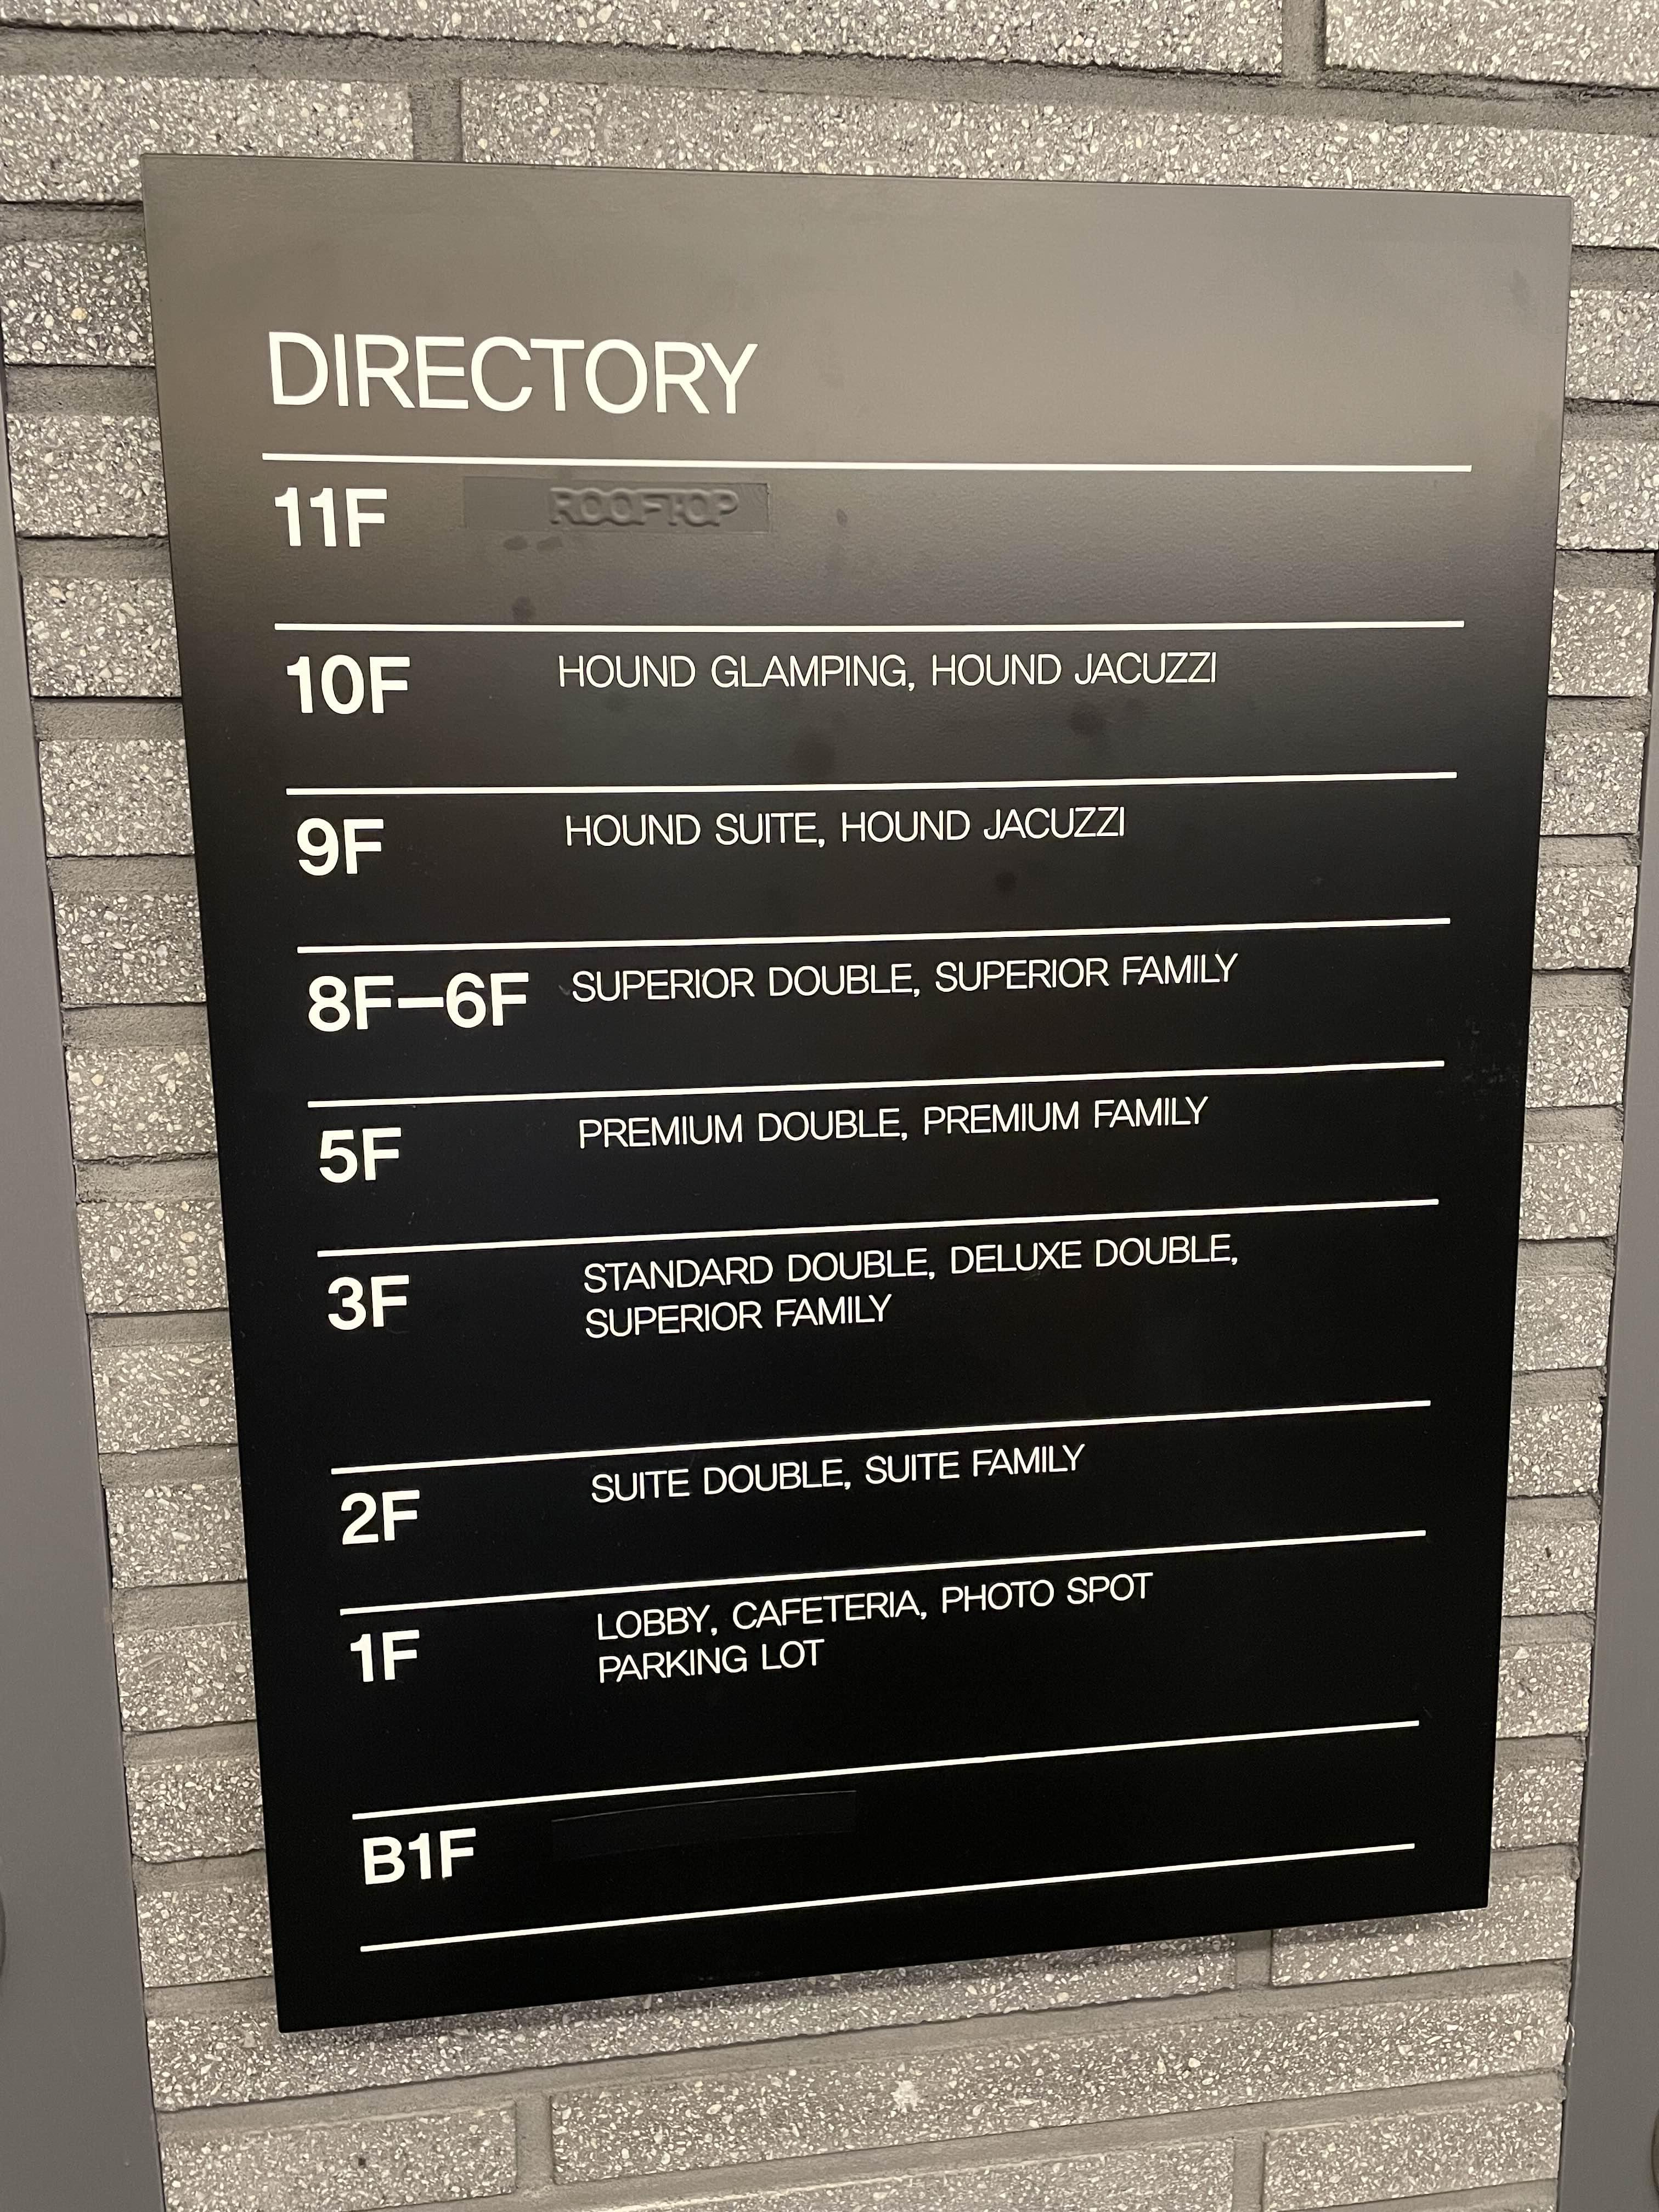 DIRECTORY
11F ROOFTOP
10F HOUND GLAMPING, HOUND JACUZZI
9F HOUND SUITE, HOUND JACUZZI
8F–6F SUPERIOR DOUBLE, SUPERIOR FAMILY
5F PREMIUM DOUBLE, PREMIUM FAMILY
3F STANDARD DOUBLE, DELUXE DOUBLE,
SUPERIOR FAMILY
2F SUITE DOUBLE, SUITE FAMILY
1F LOBBY, CAFETERIA, PHOTO SPOT
PARKING LOT
B1F